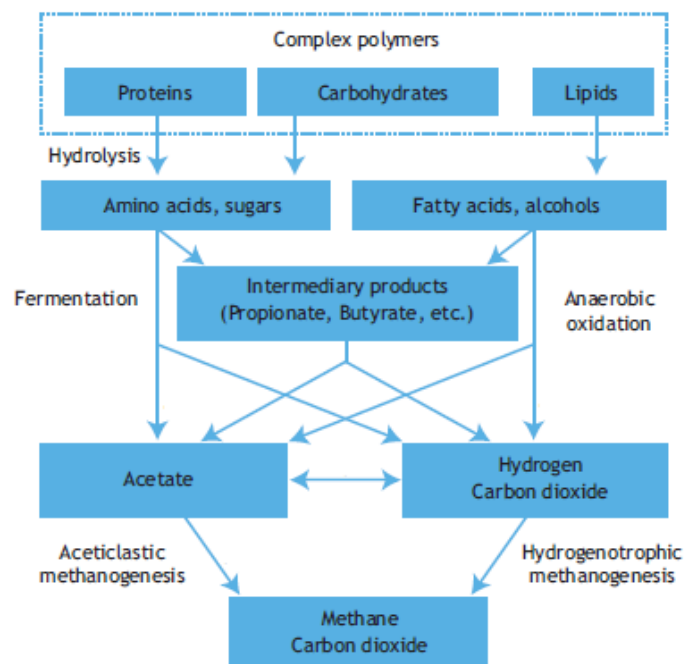 Complex polymers
Proteins
Carbohydrates
Lipids
Hydrolysis
Amino acids, sugars
Fatty acids, alcohols
Fermentation
Intermediary products
(Propionate, Butyrate, etc.)
Anaerobic
oxidation
Acetate
Hydrogen
Carbon dioxide
Aceticlastic
methanogenesis
Hydrogenotrophic
methanogenesis
Methane
Carbon dioxide